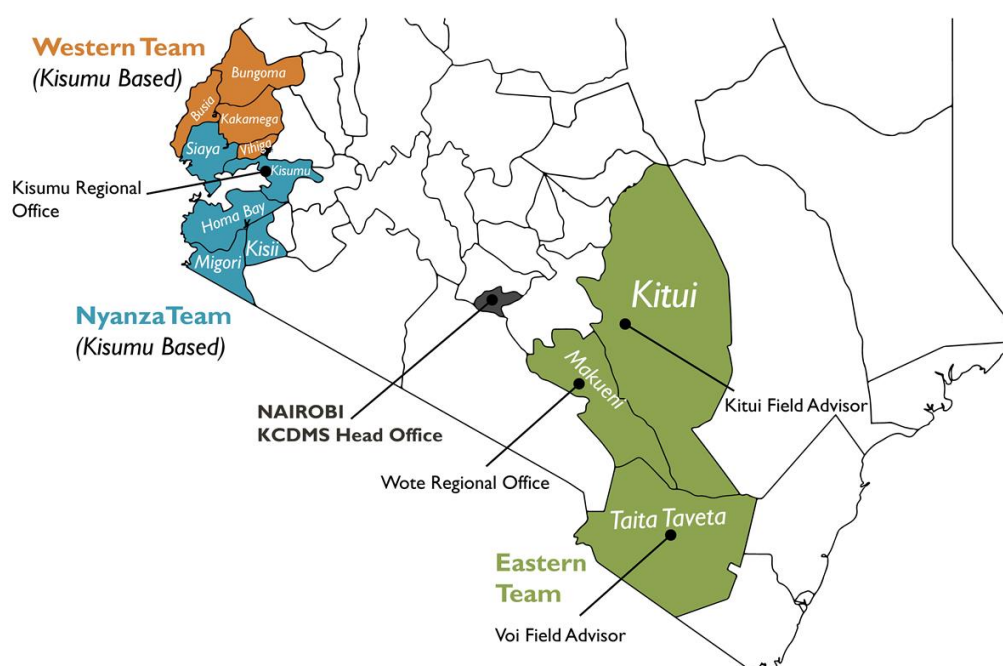 Western Team
(Kisumu Based)
Bungoma
Busia
Kakamega
Vihiga
Siaya
Kisumu
Kisumu Regional
Office
Homa Bay
Kisii
Migori
Nyanza Team
(Kisumu Based)
Kitui
Makueni
Kitui Field Advisor
NAIROBI
KCDMS Head Office
Wote Regional Office
Taita Taveta
Eastern
Team
Voi Field Advisor